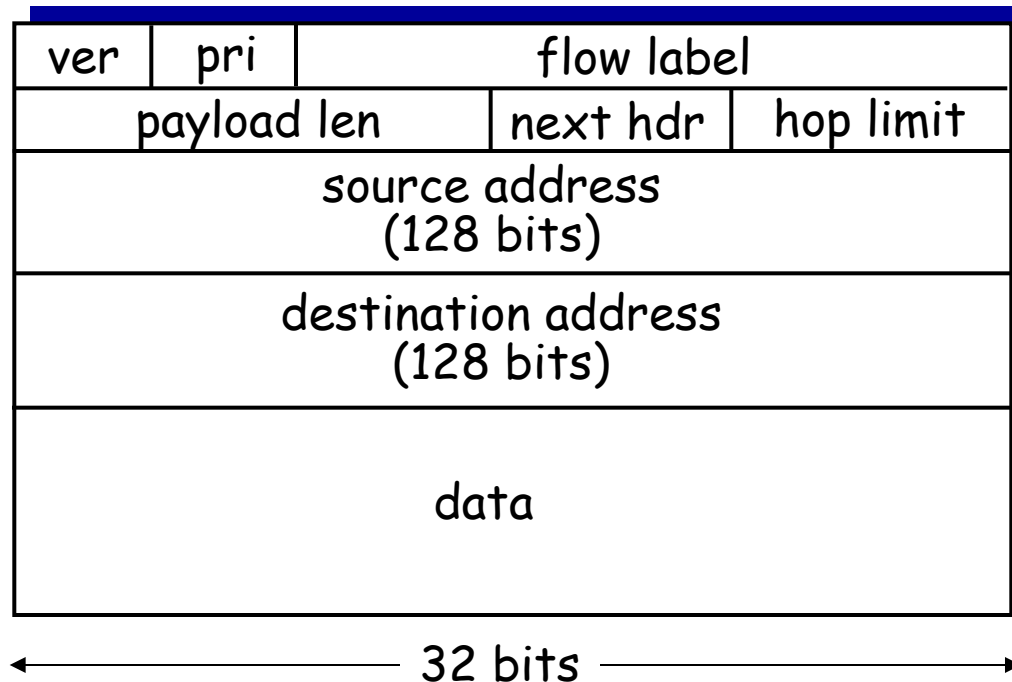 ver pri flow label
payload len next hdr hop limit
source address
(128 bits)
destination address
(128 bits)
data
32 bits